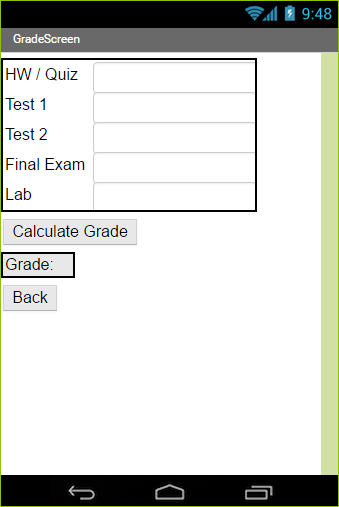 9:48
GradeScreen
HW / Quiz
Test 1
Test 2
Final Exam
Lab
Calculate Grade
Grade:
Back